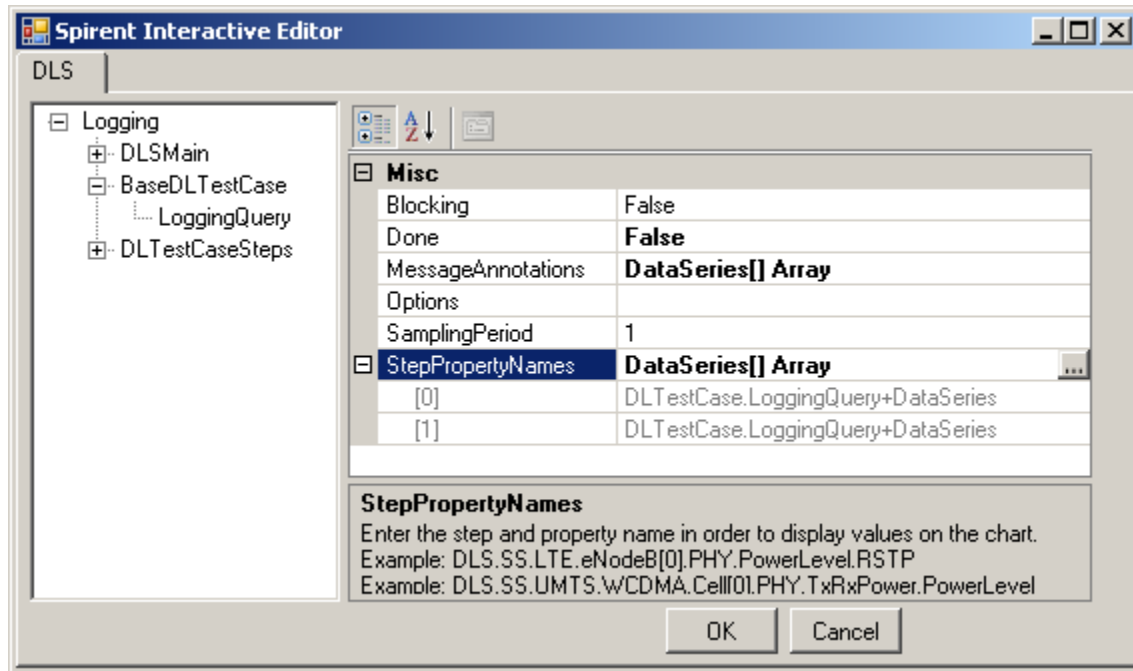 Spirent Interactive Editor
DLS
Logging
DLSMain
BaseDLTestCase
LoggingQuery
DLTestCaseSteps
Misc
Blocking False
Done False
MessageAnnotations DataSeries[] Array
Options
SamplingPeriod 1
StepPropertyNames DataSeries[] Array ...
[0] DLTestCase.LoggingQuery+DataSeries
[1] DLTestCase.LoggingQuery+DataSeries
StepPropertyNames
Enter the step and property name in order to display values on the chart.
Example: DLS.SS.LTE.eNodeB[0].PHY.PowerLevel.RSTP
Example: DLS.SS.UMTS.WCDMA.Cell[0].PHY.TxRxPower.PowerLevel
OK Cancel